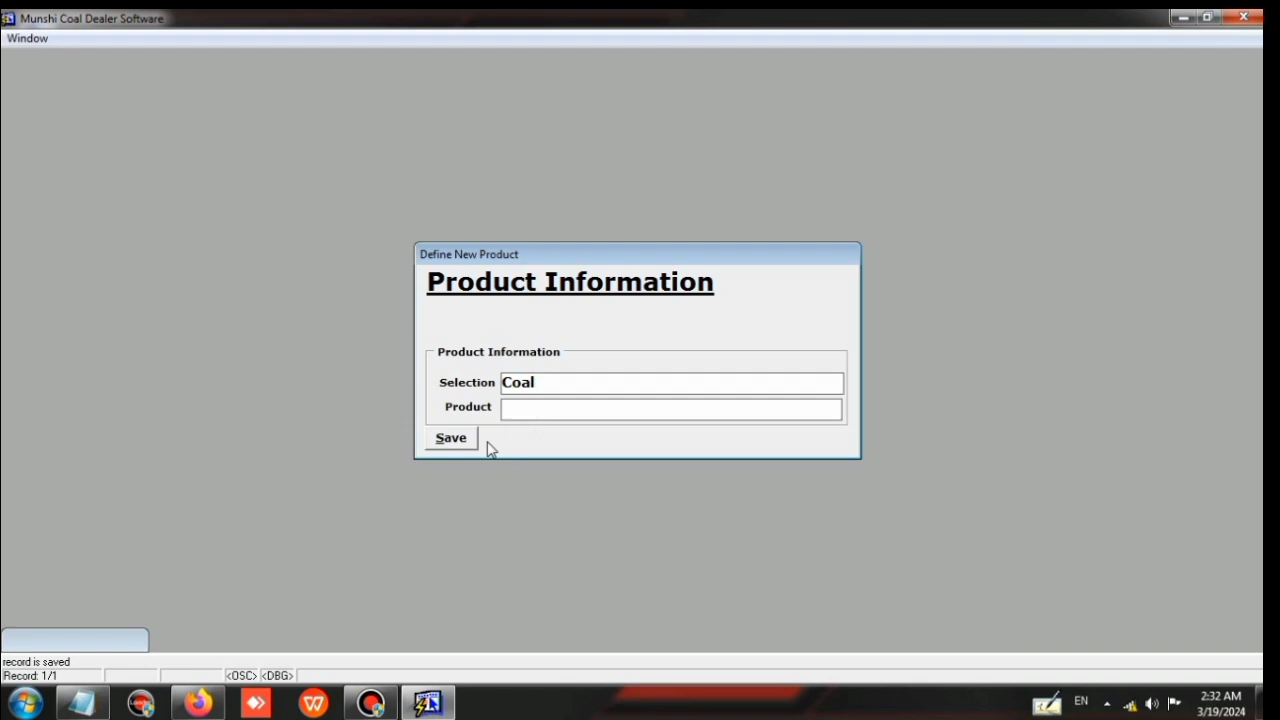 Munshi Coal Dealer Software
Window
Define New Product
Product Information
Product Information
Selection Coal
Product
Save
record is saved
Record: 1/1
<OSC> <DBG>
EN
2:32 AM
3/19/2024